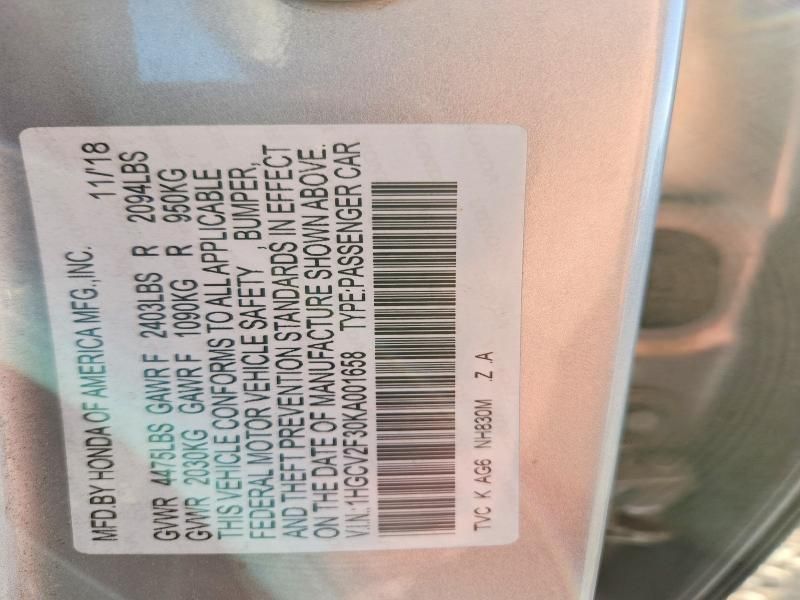 MFD.BY HONDA OF AMERICA MFG.,INC. 11/18
GVWR 4475LBS GAWR F 2403LBS R 2094LBS
GVWR 2030KG GAWR F 1090KG R 950KG
THIS VEHICLE CONFORMS TO ALL APPLICABLE
FEDERAL MOTOR VEHICLE SAFETY , BUMPER,
AND THEFT PREVENTION STANDARDS IN EFFECT
ON THE DATE OF MANUFACTURE SHOWN ABOVE.
V.I.N.:1HGCV2F30KA001658 TYPE:PASSENGER CAR
TVC K AG6 NH830M .Z .A